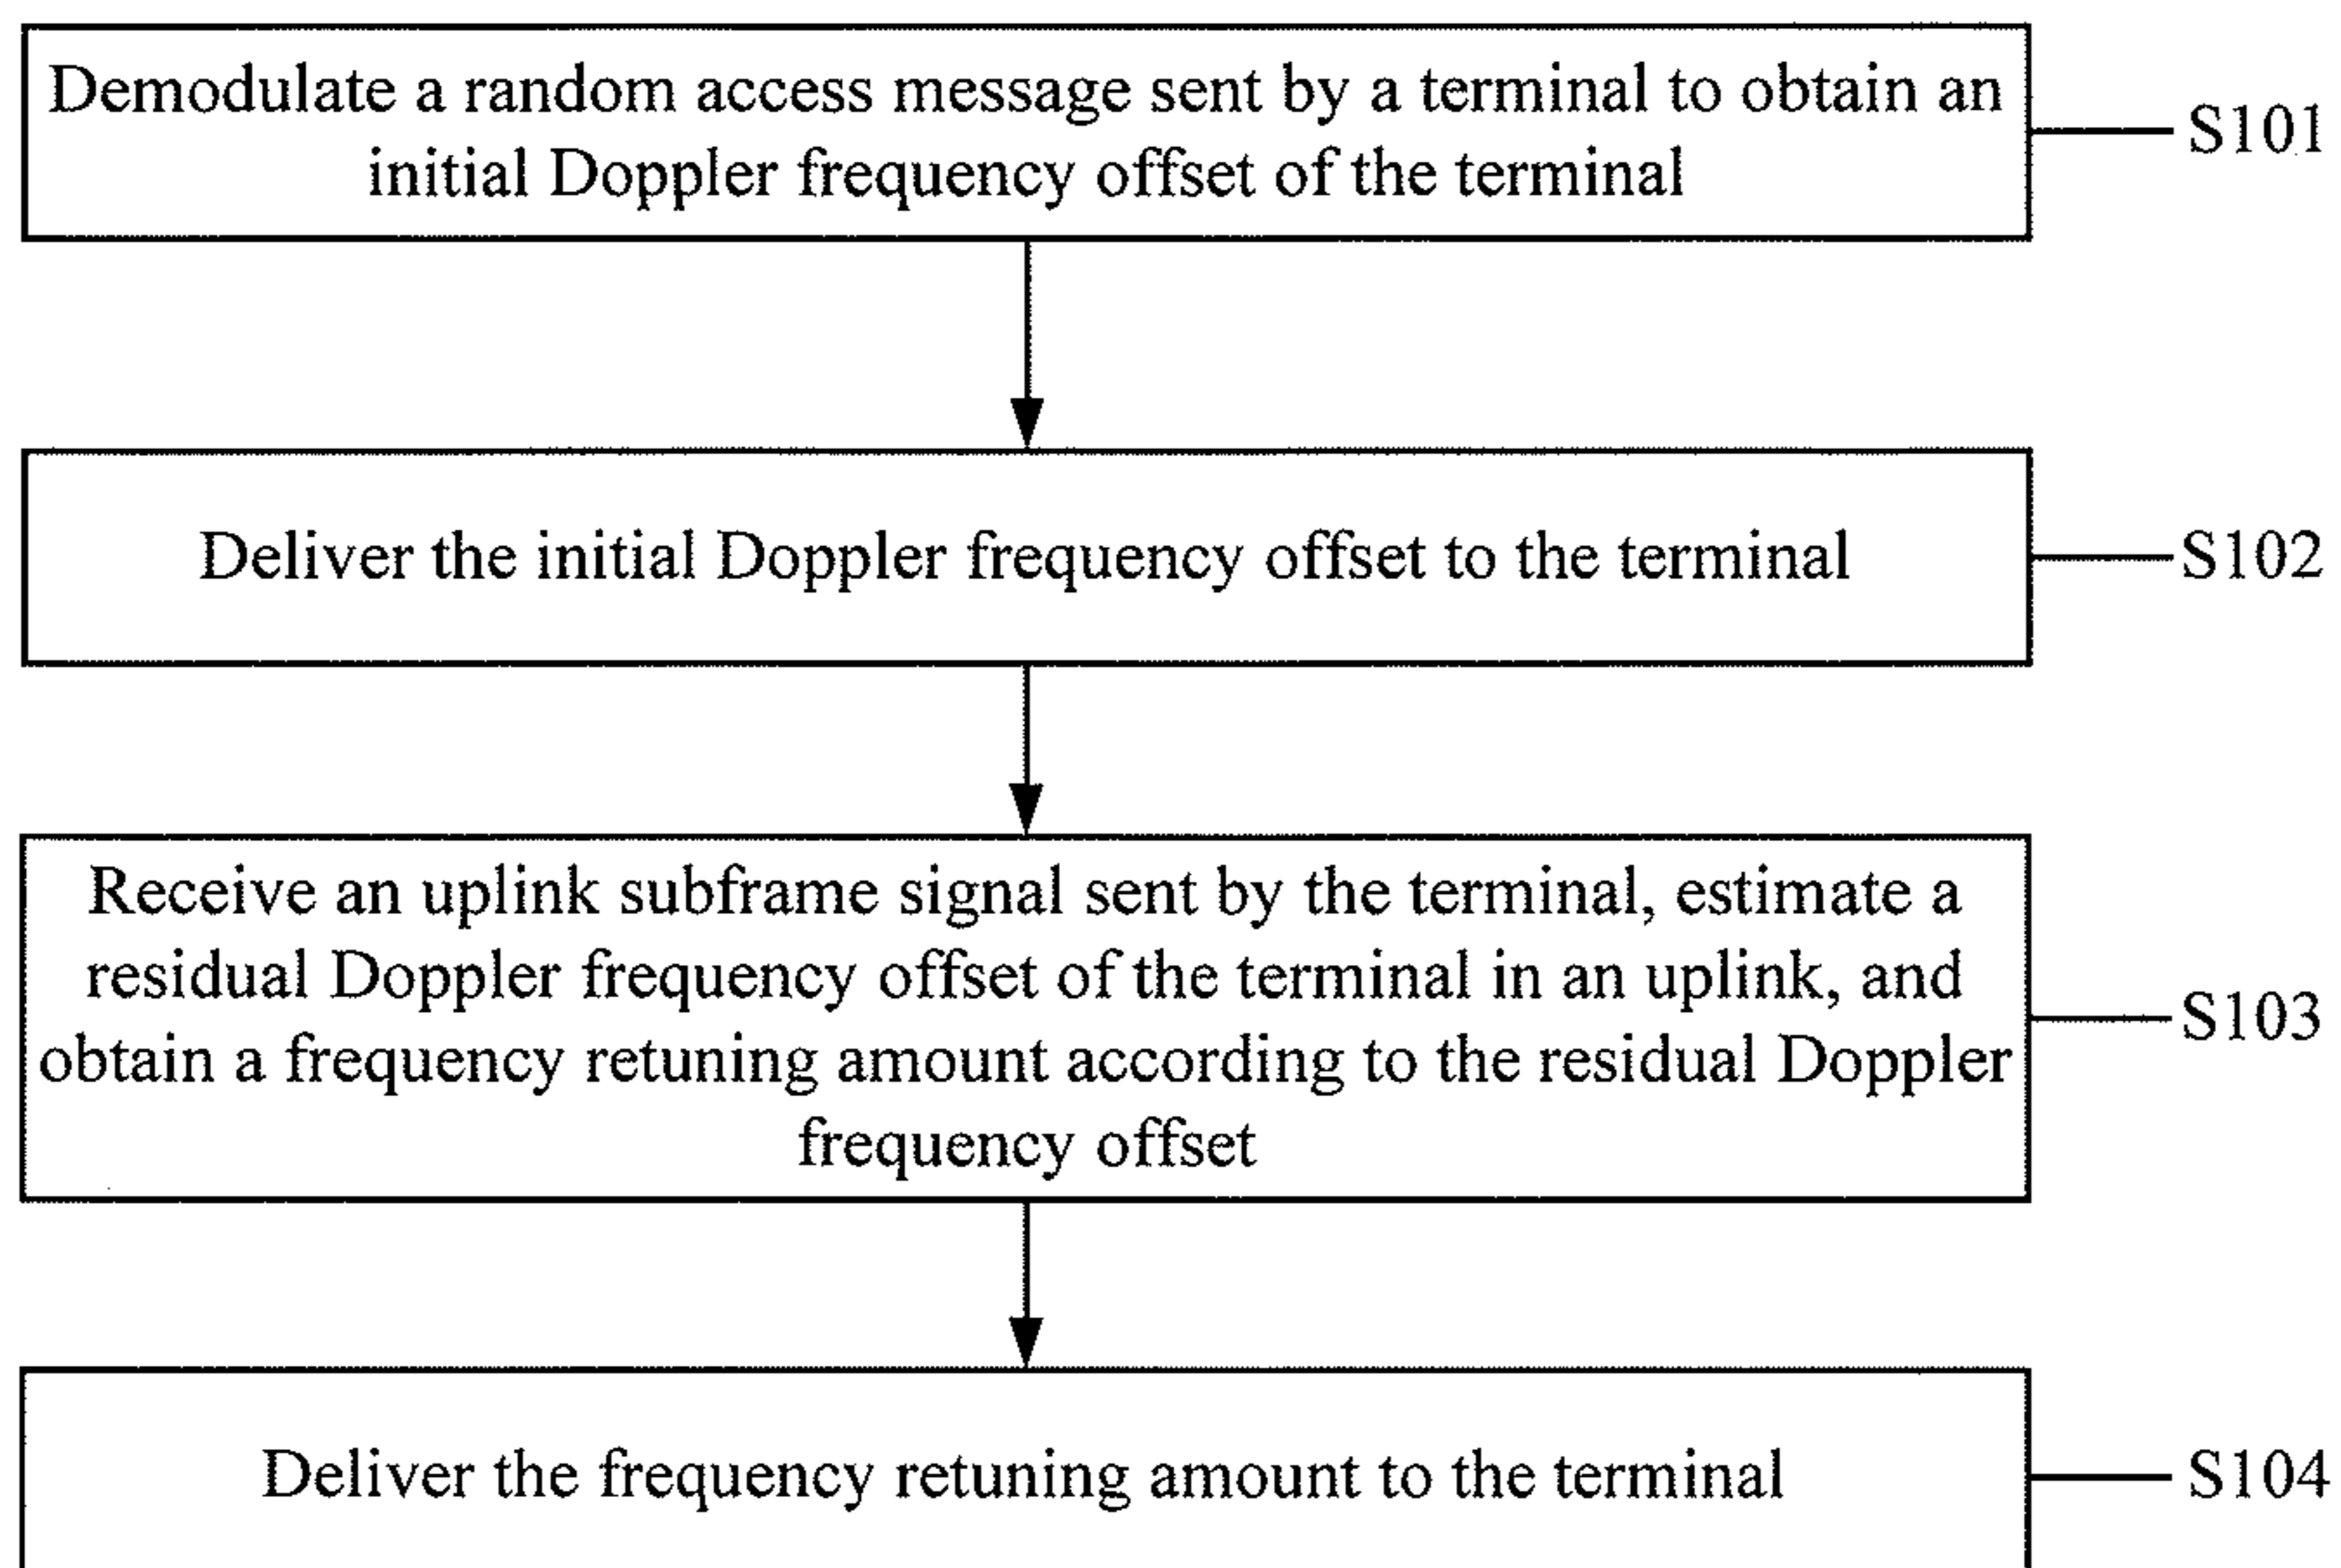 Demodulate a random access message sent by a terminal to obtain an
initial Doppler frequency offset of the terminal
S101
Deliver the initial Doppler frequency offset to the terminal
S102
Receive an uplink subframe signal sent by the terminal, estimate a
residual Doppler frequency offset of the terminal in an uplink, and
obtain a frequency retuning amount according to the residual Doppler
frequency offset
S103
Deliver the frequency retuning amount to the terminal
S104